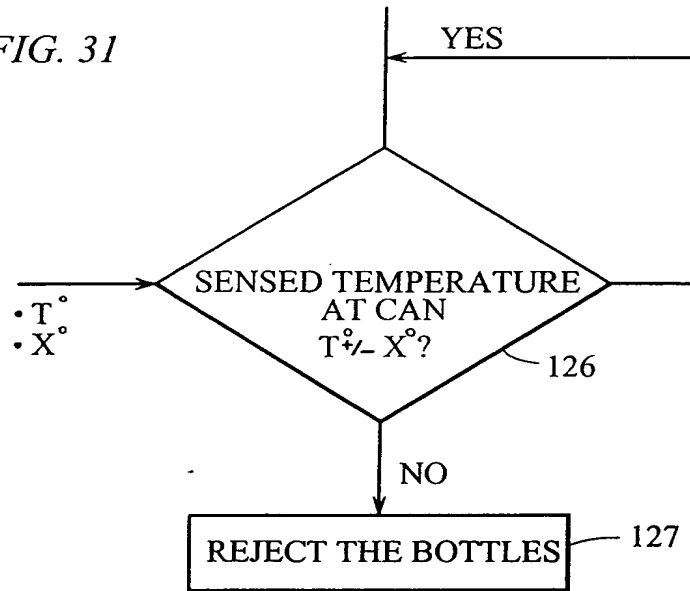 FIG. 31
YES
SENSED TEMPERATURE
AT CAN
T° +/- X°?
• T°
• X°
126
NO
REJECT THE BOTTLES
127